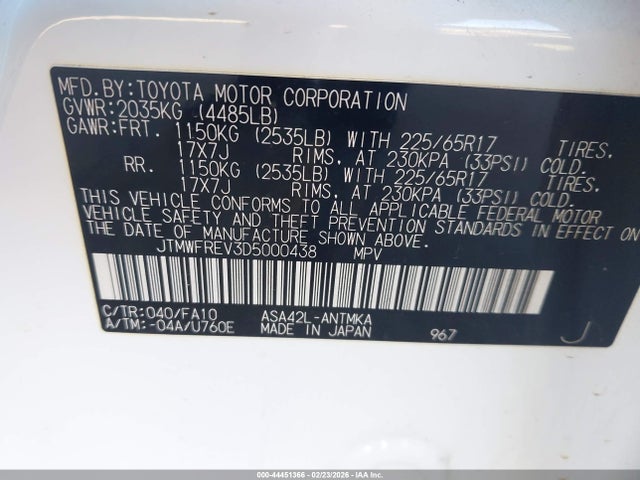 MFD.BY:TOYOTA MOTOR CORPORATION
GVWR:2035KG (4485LB)
GAWR:FRT. 1150KG (2535LB) WITH 225/65R17 TIRES,
17X7J RIMS, AT 230KPA (33PSI) COLD.
RR. 1150KG (2535LB) WITH 225/65R17 TIRES,
17X7J RIMS, AT 230KPA (33PSI) COLD.
THIS VEHICLE CONFORMS TO ALL APPLICABLE FEDERAL MOTOR
VEHICLE SAFETY AND THEFT PREVENTION STANDARDS IN EFFECT
ON THE DATE OF MANUFACTURE SHOWN ABOVE.
JTMWFREV3D5000438 MPV
C/TR:040/FA10 ASA42L-ANTMKA
A/TM:-04A/U760E MADE IN JAPAN 967 J
000-44451366 - 02/23/2026 - IAABU